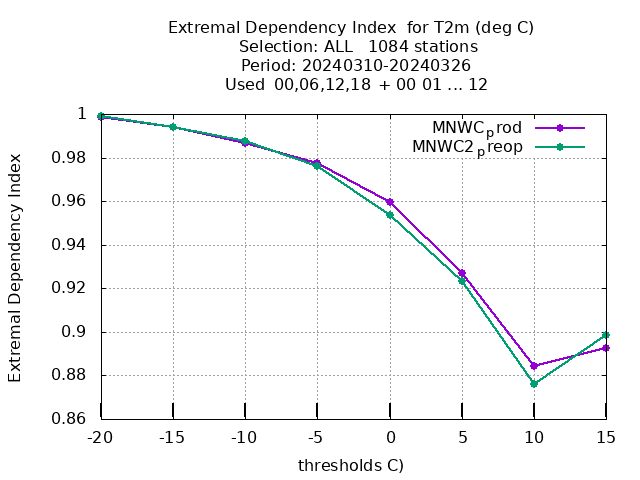 Extremal Dependency Index  for T2m (deg C)
Selection: ALL   1084 stations
Period: 20240310-20240326
Used  00,06,12,18  + 00 01 ... 12
MNWC_prod
MNWC2_preop
Extremal Dependency Index
1
0.98
0.96
0.94
0.92
0.9
0.88
0.86
-20 -15 -10 -5 0 5 10 15
thresholds C)